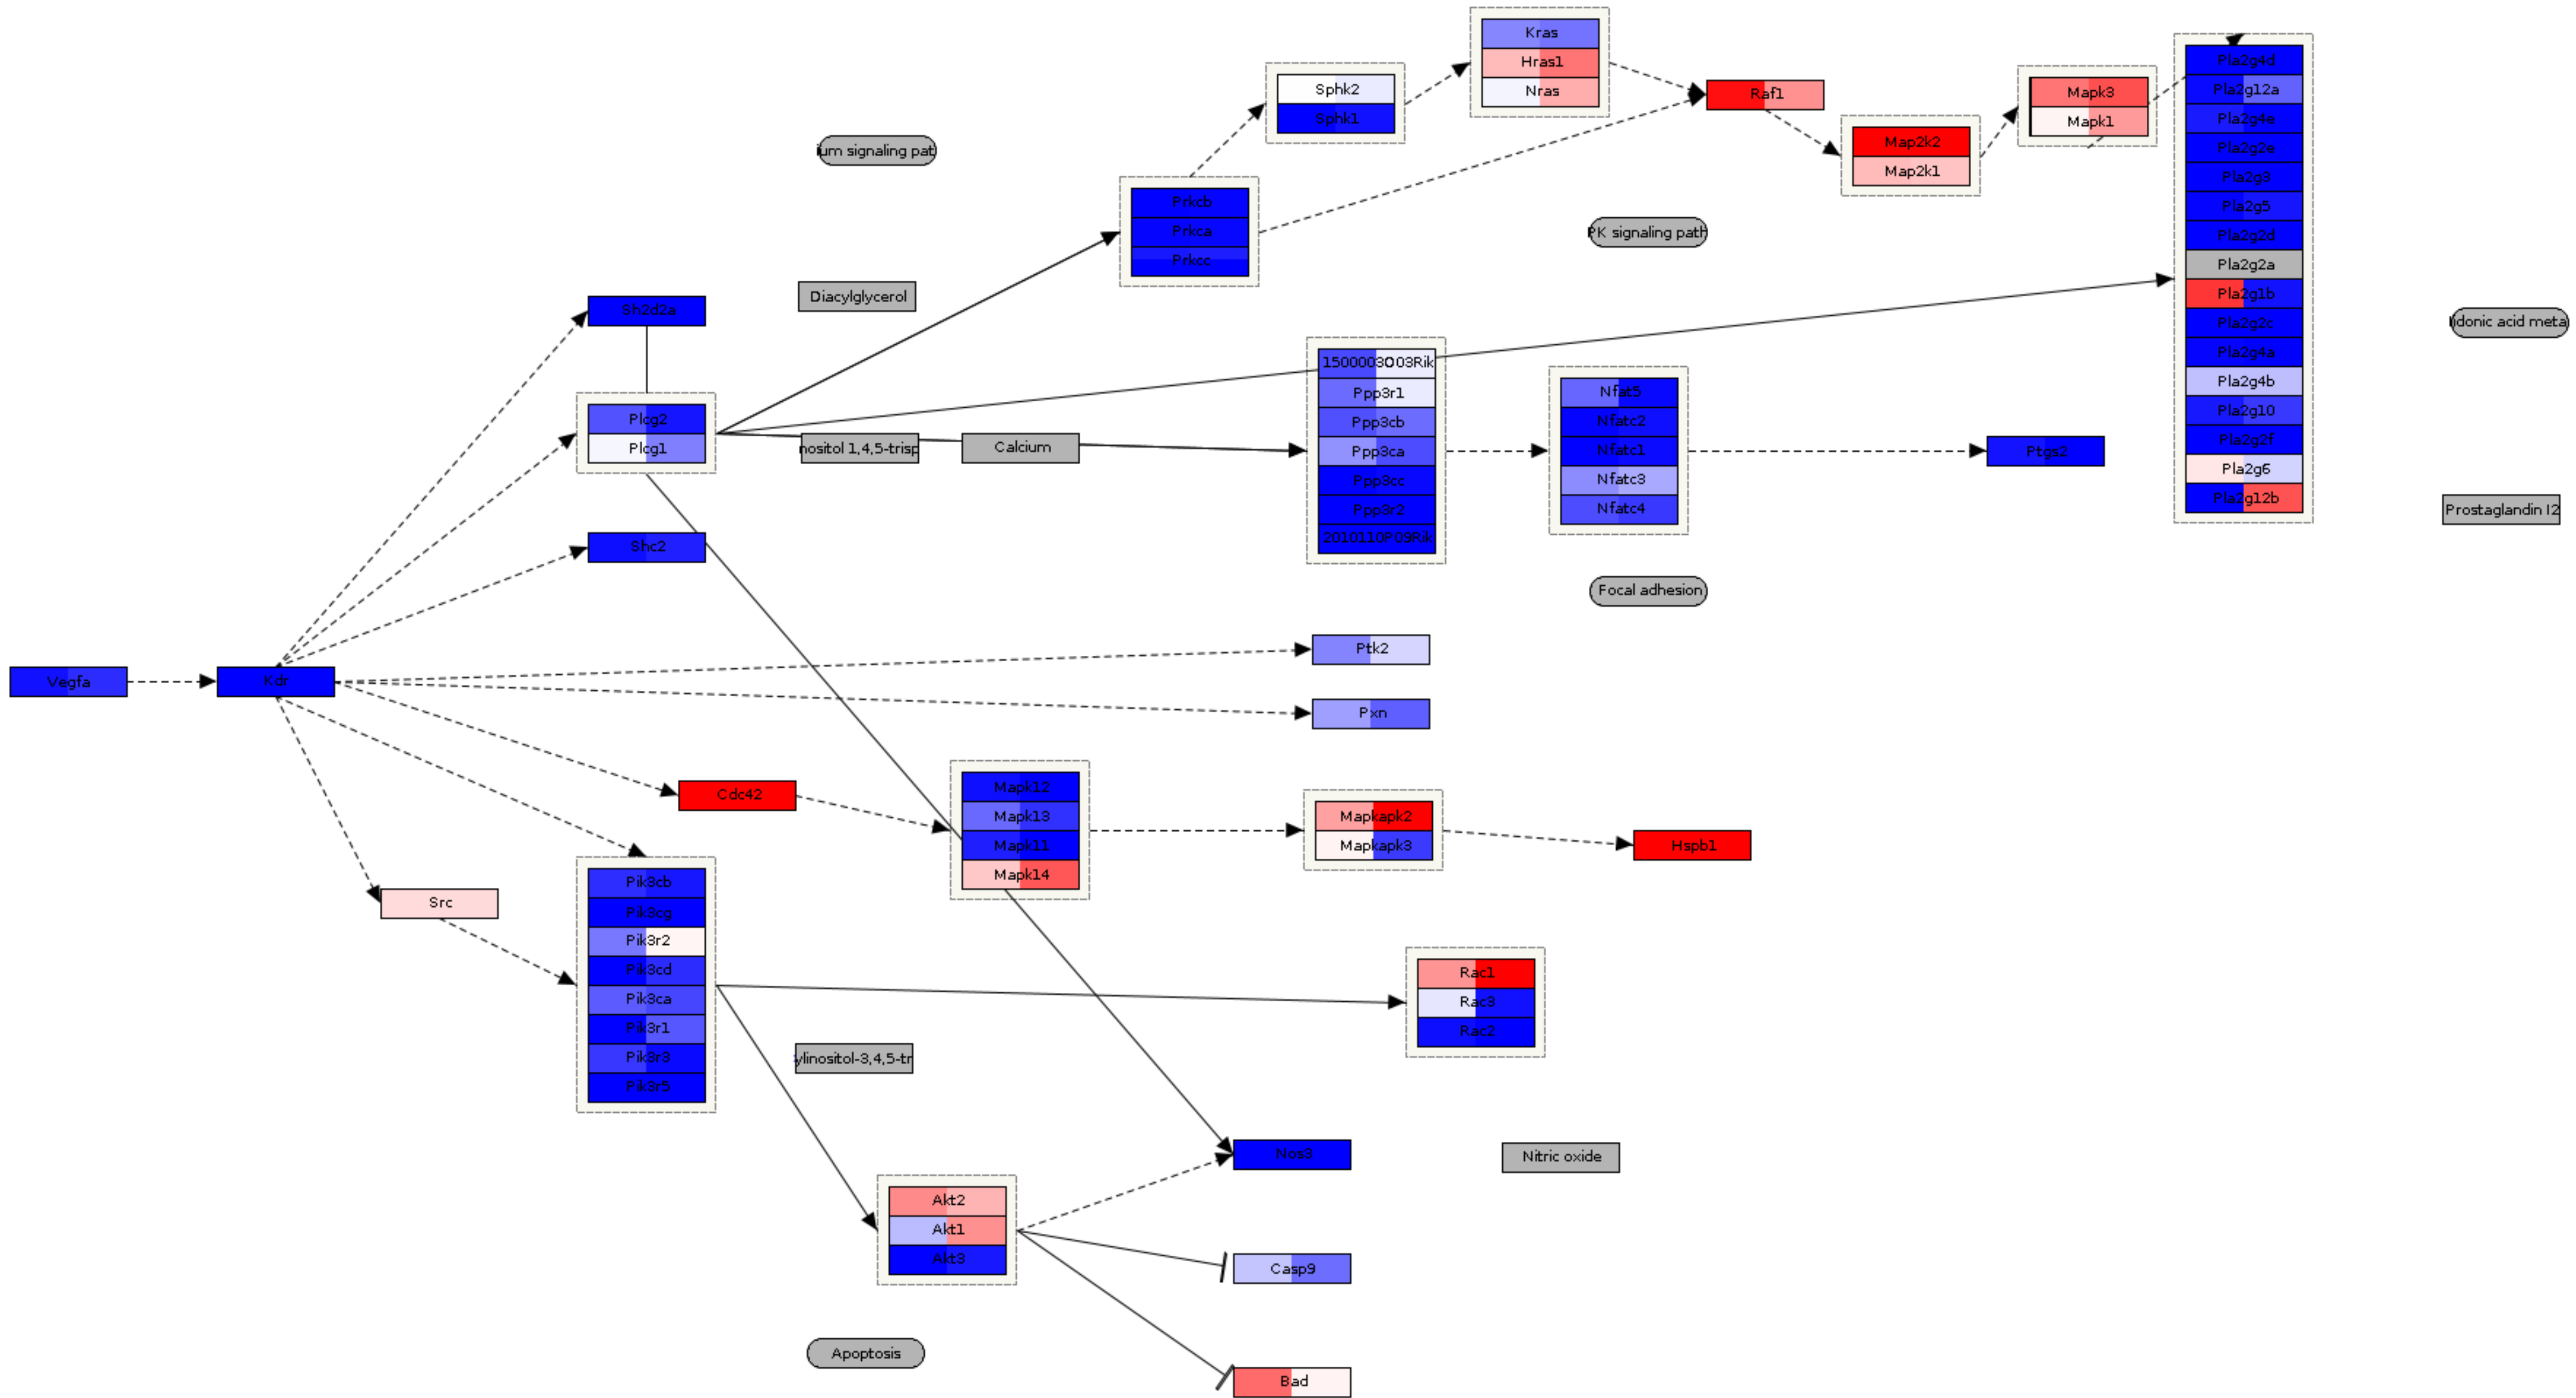 Kras
Hras1
Nras
Sphk2
Sphk1
Raf1
Mapk3
Mapk1
Map2k2
Map2k1
ium signaling pat
PK signaling path
Prkcb
Prkca
Prkcc
Pla2g4d
Pla2g12a
Pla2g4e
Pla2g2e
Pla2g3
Pla2g5
Pla2g2d
Pla2g2a
Pla2g1b
Pla2g2c
Pla2g4a
Pla2g4b
Pla2g10
Pla2g2f
Pla2g6
Pla2g12b
Diacylglycerol
Sh2d2a
idonic acid meta
Plcg2
Plcg1
nositol 1,4,5-trisp
Calcium
1500003O03Rik
Ppp3r1
Ppp3cb
Ppp3ca
Ppp3cc
Ppp3r2
2010110P09Rik
Nfat5
Nfatc2
Nfatc1
Nfatc3
Nfatc4
Ptgs2
Prostaglandin I2
Shc2
Focal adhesion
Ptk2
Vegfa
Kdr
Pxn
Cdc42
Mapk12
Mapk13
Mapk11
Mapk14
Mapkapk2
Mapkapk3
Hspb1
Src
Pik3cb
Pik3cg
Pik3r2
Pik3cd
Pik3ca
Pik3r1
Pik3r3
Pik3r5
Rac1
Rac3
Rac2
ylinositol-3,4,5-tr
Nos3
Nitric oxide
Akt2
Akt1
Akt3
Casp9
Apoptosis
Bad